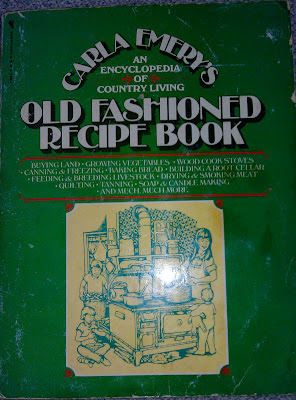 CARLA EMERY'S
AN
ENCYCLOPEDIA
• OF •
COUNTRY LIVING
OLD FASHIONED
RECIPE BOOK
BUYING LAND • GROWING VEGETABLES • WOOD COOK STOVES
• CANNING & FREEZING • BAKING BREAD • BUILDING A ROOT CELLAR
• FEEDING & BREEDING LIVESTOCK • DRYING & SMOKING MEAT
• QUILTING • TANNING • SOAP & CANDLE MAKING
• AND MUCH, MUCH MORE